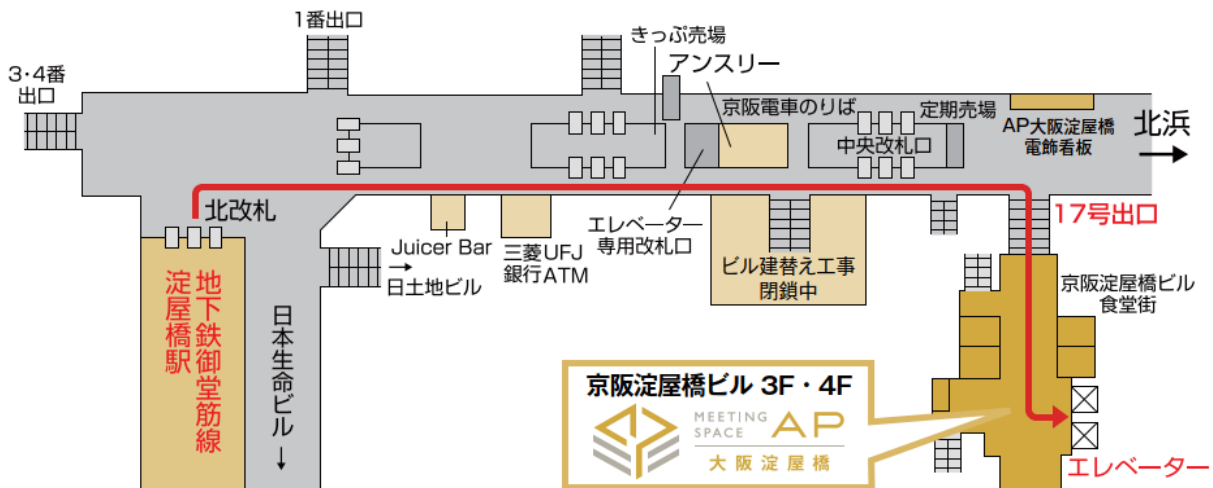 1番出口
きっぷ売場
アンスリー
3・4番
出口
京阪電車のりば
定期売場
中央改札口
AP大阪淀屋橋
電飾看板
北浜
北改札
17号出口
Juicer Bar
三菱UFJ
銀行ATM
エレベーター
専用改札口
日土地ビル
ビル建替え工事
閉鎖中
京阪淀屋橋ビル
食堂街
地下鉄御堂筋線
淀屋橋駅
日本生命ビル
京阪淀屋橋ビル 3F・4F
MEETING
SPACE
AP
大阪淀屋橋
エレベーター